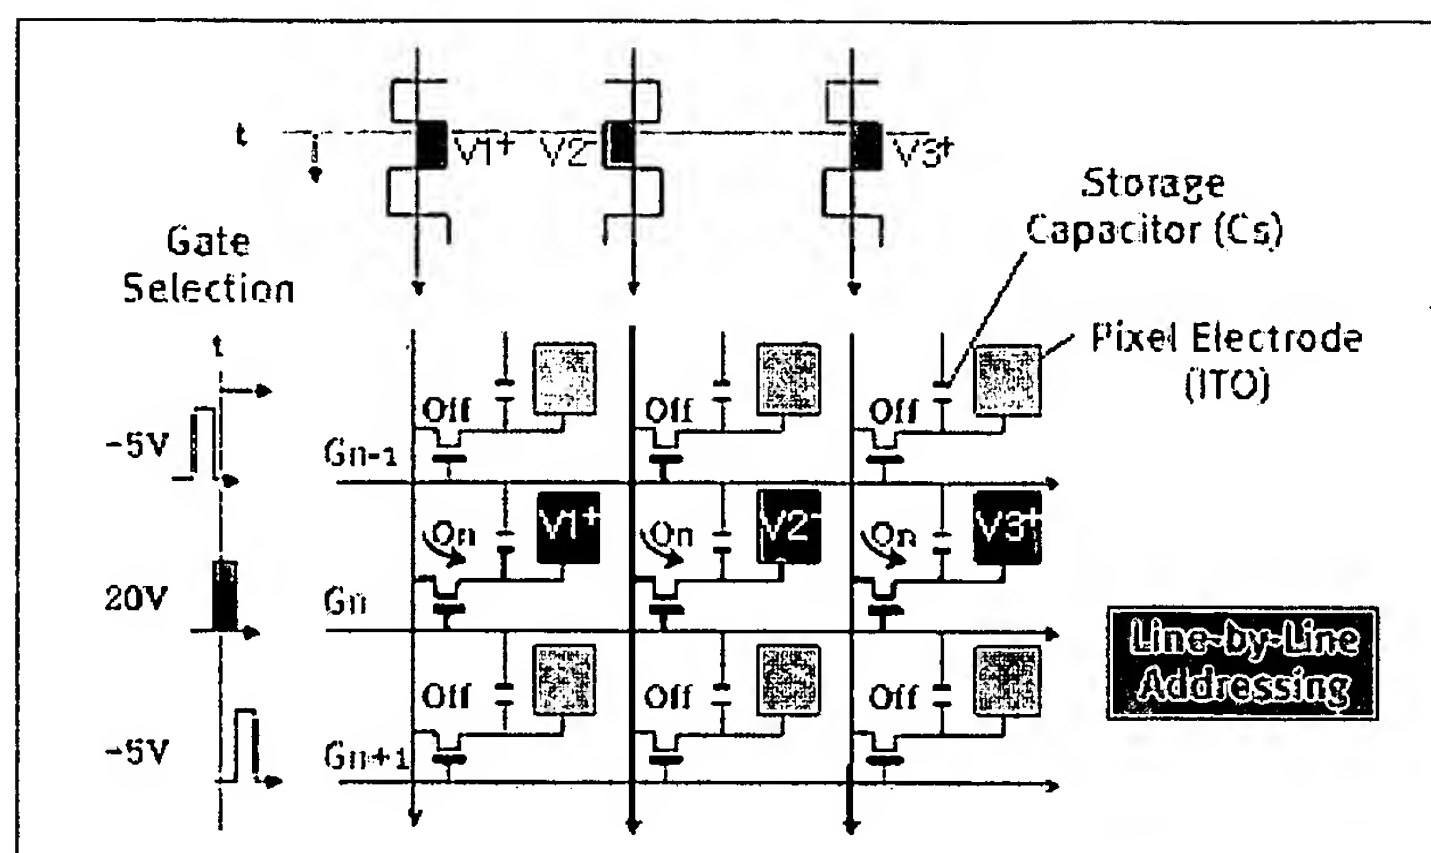 t
V1+ V2- V3+
Storage
Capacitor (Cs)
Gate
Selection
t
Pixel Electrode
(ITO)
-5V
Off
Off
Off
Gn-1
20V
On
V1+
On
V2-
On
V3+
Gn
Line-by-Line
Addressing
-5V
Off
Off
Off
Gn+1